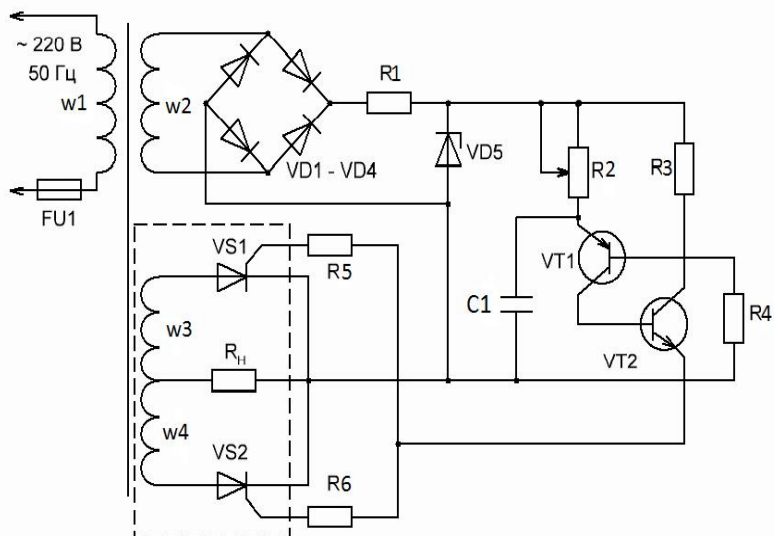 ~ 220 В
50 Гц
w1
w2
FU1
VD1 - VD4
R1
VD5
R2
R3
VT1
C1
VT2
R4
VS1
R5
w3
Rн
w4
VS2
R6